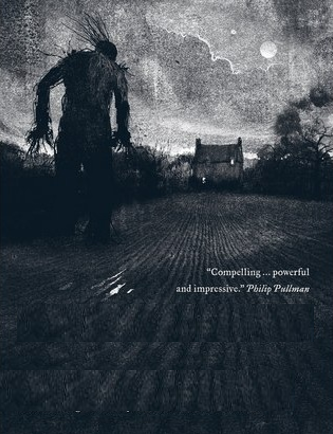 “Compelling ... powerful
and impressive.” Philip Pullman